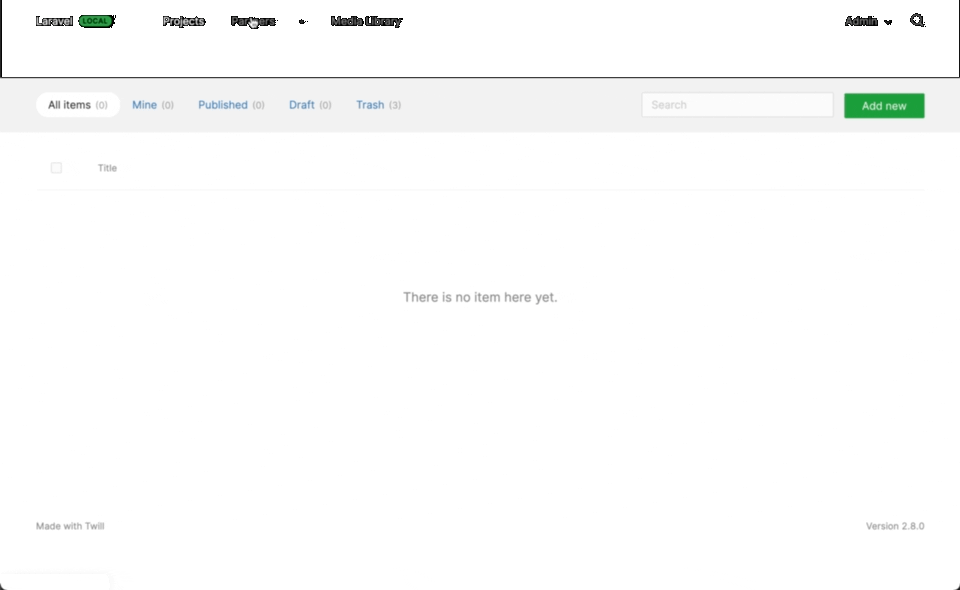 Laravel LOCAL Projects Partners • Media Library Admin
All items (0) Mine (0) Published (0) Draft (0) Trash (3) Search Add new
Title
There is no item here yet.
Made with Twill Version 2.8.0